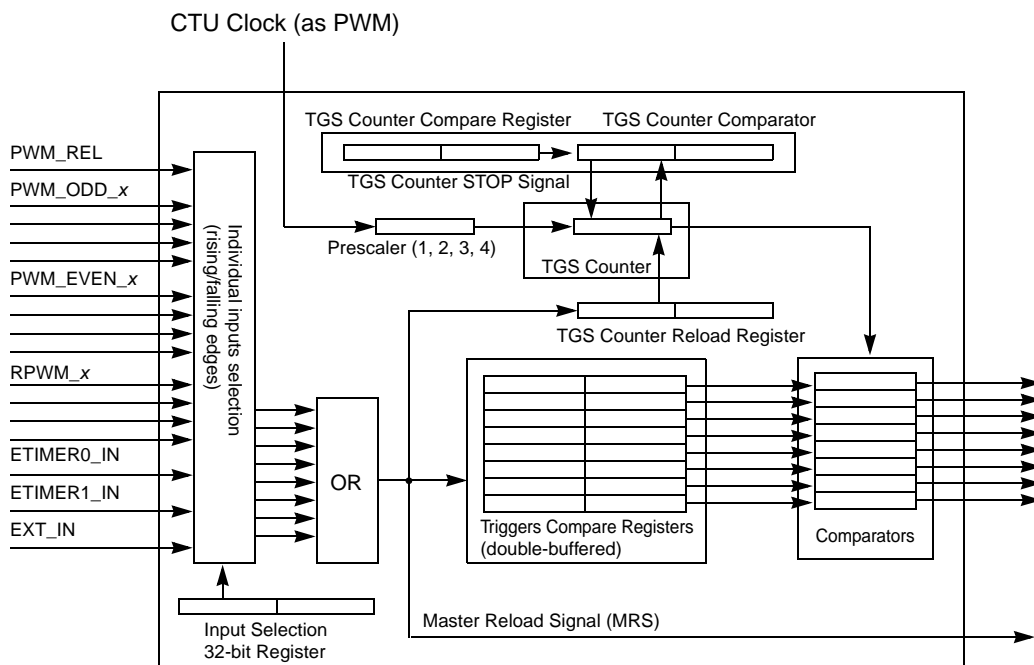 CTU Clock (as PWM)
TGS Counter Compare Register
TGS Counter Comparator
TGS Counter STOP Signal
Prescaler (1, 2, 3, 4)
TGS Counter
TGS Counter Reload Register
PWM_REL
PWM_ODD_x
PWM_EVEN_x
RPWM_x
ETIMER0_IN
ETIMER1_IN
EXT_IN
Individual inputs selection
(rising/falling edges)
OR
Triggers Compare Registers
(double-buffered)
Comparators
Input Selection
32-bit Register
Master Reload Signal (MRS)